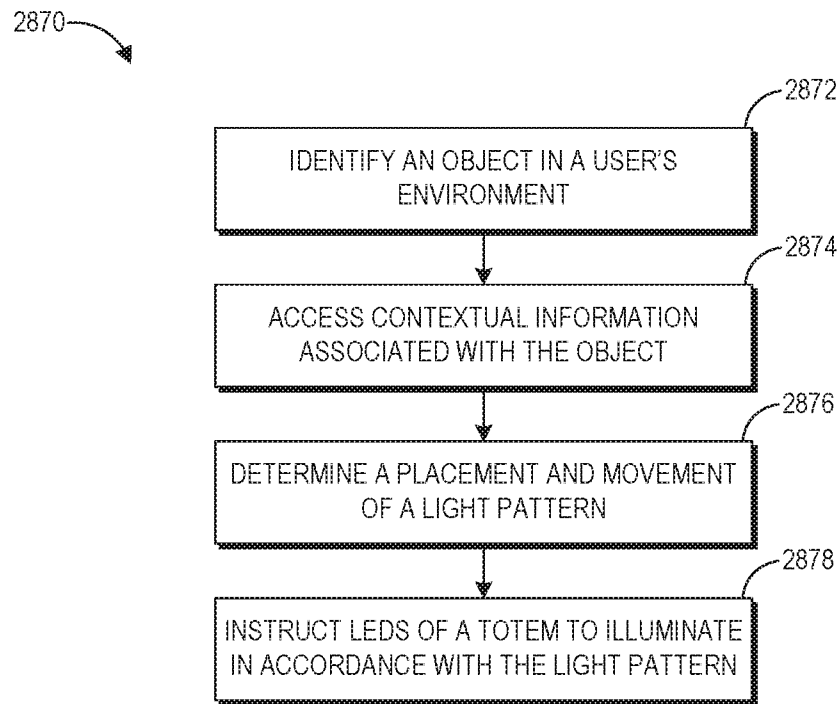 2870
2872
IDENTIFY AN OBJECT IN A USER'S
ENVIRONMENT
2874
ACCESS CONTEXTUAL INFORMATION
ASSOCIATED WITH THE OBJECT
2876
DETERMINE A PLACEMENT AND MOVEMENT
OF A LIGHT PATTERN
2878
INSTRUCT LEDS OF A TOTEM TO ILLUMINATE
IN ACCORDANCE WITH THE LIGHT PATTERN